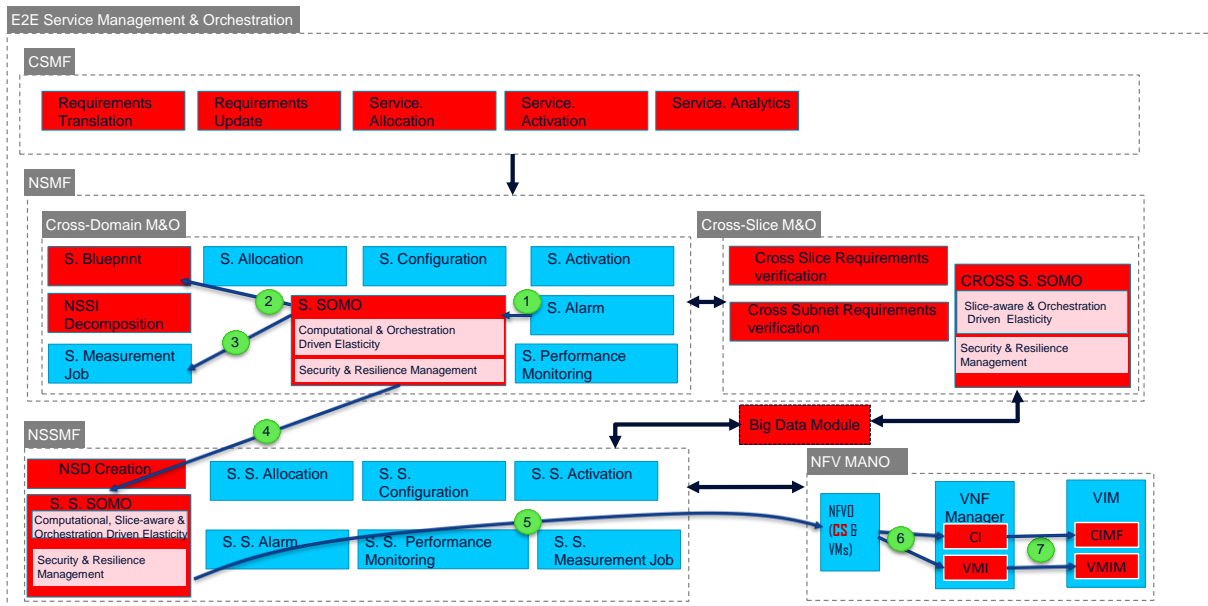 E2E Service Management & Orchestration
CSMF
Requirements
Translation
Requirements
Update
Service.
Allocation
Service.
Activation
Service. Analytics
NSMF
Cross-Domain M&O
S. Blueprint
S. Allocation
S. Configuration
S. Activation
NSSI
Decomposition
2
S. SOMO
1
S. Alarm
Computational & Orchestration
Driven Elasticity
Security & Resilience Management
3
S. Measurement
Job
S. Performance
Monitoring
Cross-Slice M&O
Cross Slice Requirements
verification
Cross Subnet Requirements
verification
CROSS S. SOMO
Slice-aware & Orchestration
Driven Elasticity
Security & Resilience
Management
4
Big Data Module
NSSMF
NSD Creation
S. S. Allocation
S. S.
Configuration
S. S. Activation
S. S. SOMO
Computational, Slice-aware &
Orchestration Driven Elasticity
Security & Resilience
Management
5
S. S. Alarm
S. S. Performance
Monitoring
S. S.
Measurement Job
NFV MANO
NFVO
(CS &
VMs)
6
VNF
Manager
CI
VMI
7
VIM
CIMF
VMIM